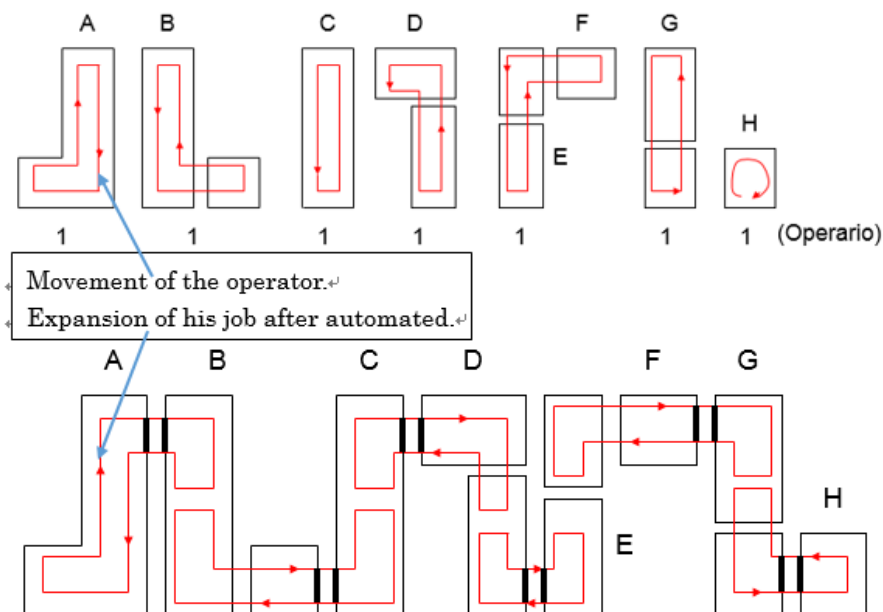 A B C D F G
H
E
1 1 1 1 1 1 1 (Operario)
Movement of the operator.
Expansion of his job after automated.
A B C D F G
H
E